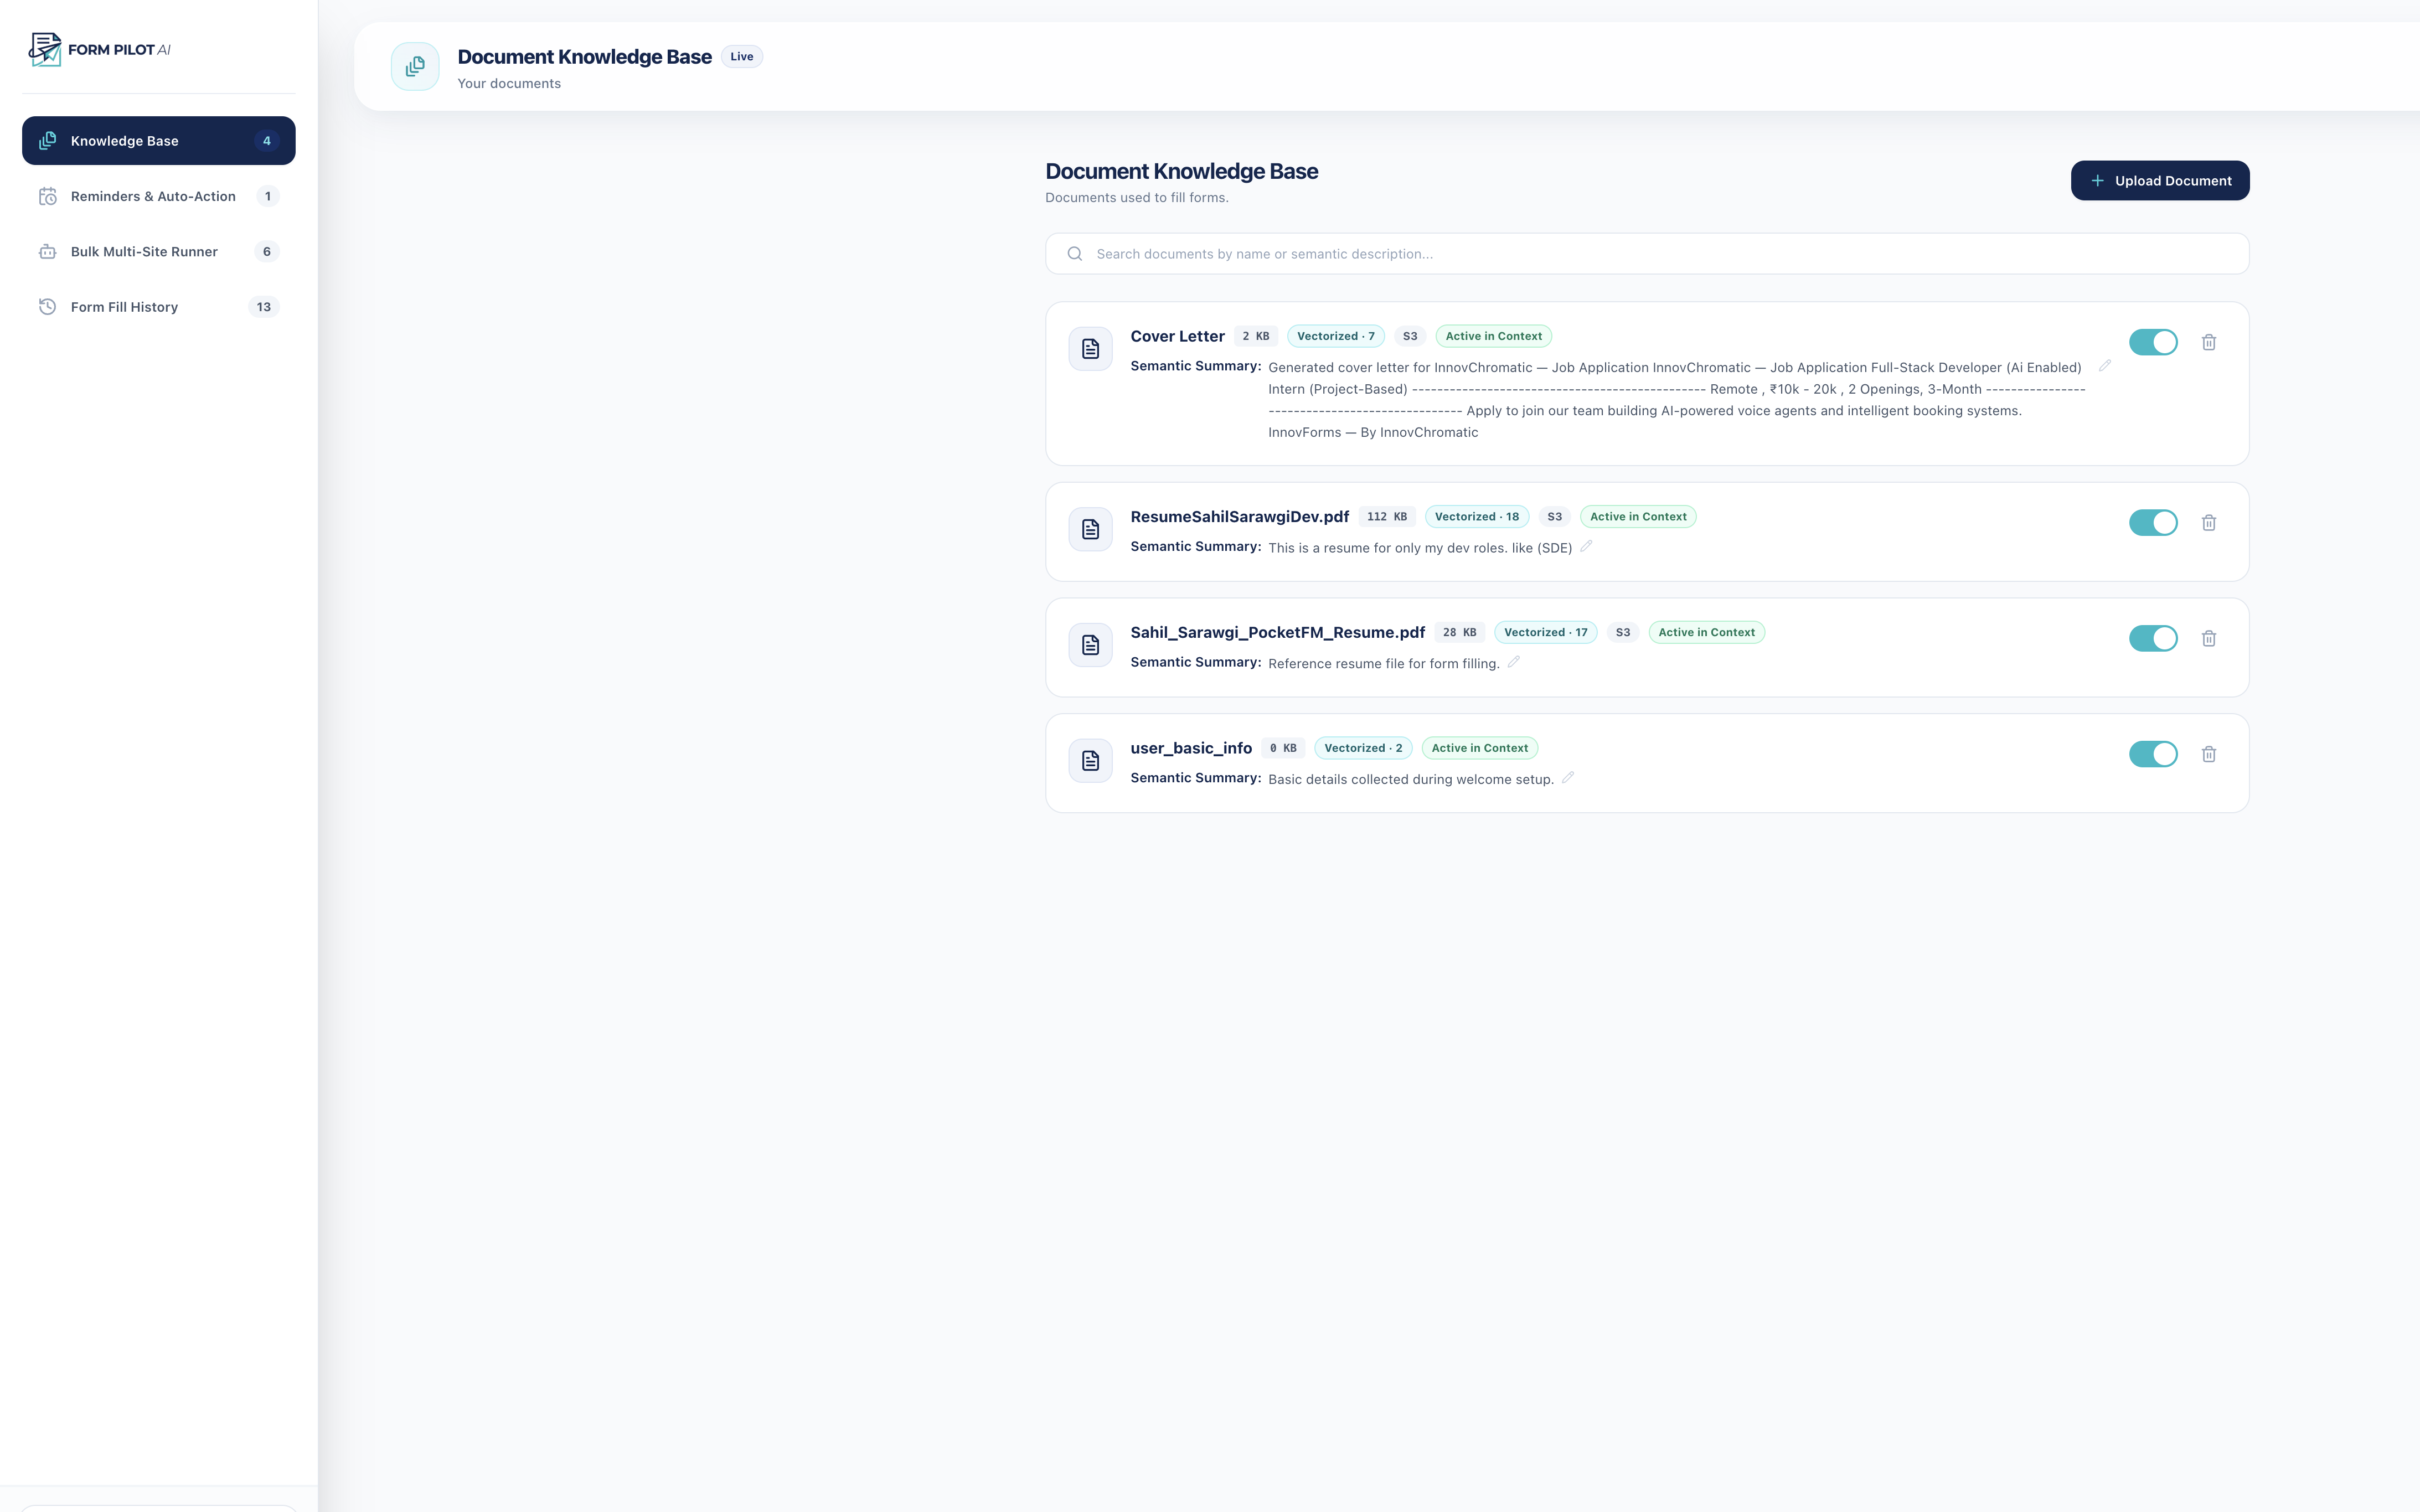 FORM PILOT AI
Knowledge Base 4
Reminders & Auto-Action 1
Bulk Multi-Site Runner 6
Form Fill History 13
Document Knowledge Base Live
Your documents
Document Knowledge Base
Documents used to fill forms.
Upload Document
Search documents by name or semantic description...
Cover Letter 2 KB Vectorized · 7 S3 Active in Context
Semantic Summary: Generated cover letter for InnovChromatic — Job Application InnovChromatic — Job Application Full-Stack Developer (Ai Enabled)
Intern (Project-Based) ----------------------------------------------- Remote , ₹10k - 20k , 2 Openings, 3-Month ----------------
------------------------------- Apply to join our team building AI-powered voice agents and intelligent booking systems.
InnovForms — By InnovChromatic
ResumeSahilSarawgiDev.pdf 112 KB Vectorized · 18 S3 Active in Context
Semantic Summary: This is a resume for only my dev roles. like (SDE)
Sahil_Sarawgi_PocketFM_Resume.pdf 28 KB Vectorized · 17 S3 Active in Context
Semantic Summary: Reference resume file for form filling.
user_basic_info 0 KB Vectorized · 2 Active in Context
Semantic Summary: Basic details collected during welcome setup.